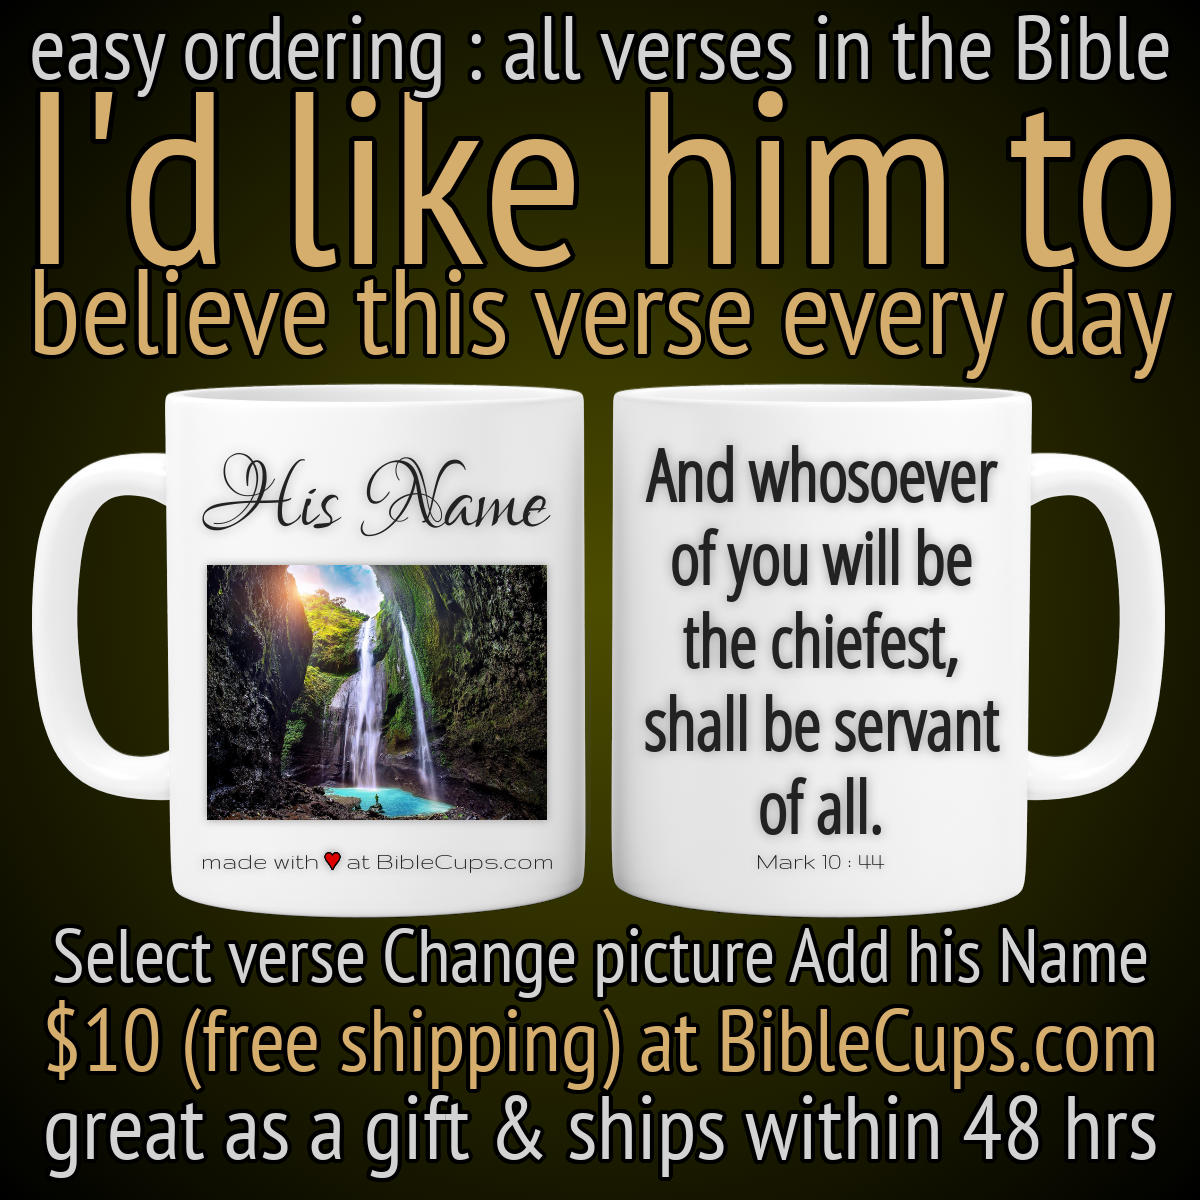 easy ordering : all verses in the Bible
I'd like him to
believe this verse every day
His Name
made with ❤ at BibleCups.com
And whosoever
of you will be
the chiefest,
shall be servant
of all.
Mark 10 : 44
Select verse Change picture Add his Name
$10 (free shipping) at BibleCups.com
great as a gift & ships within 48 hrs